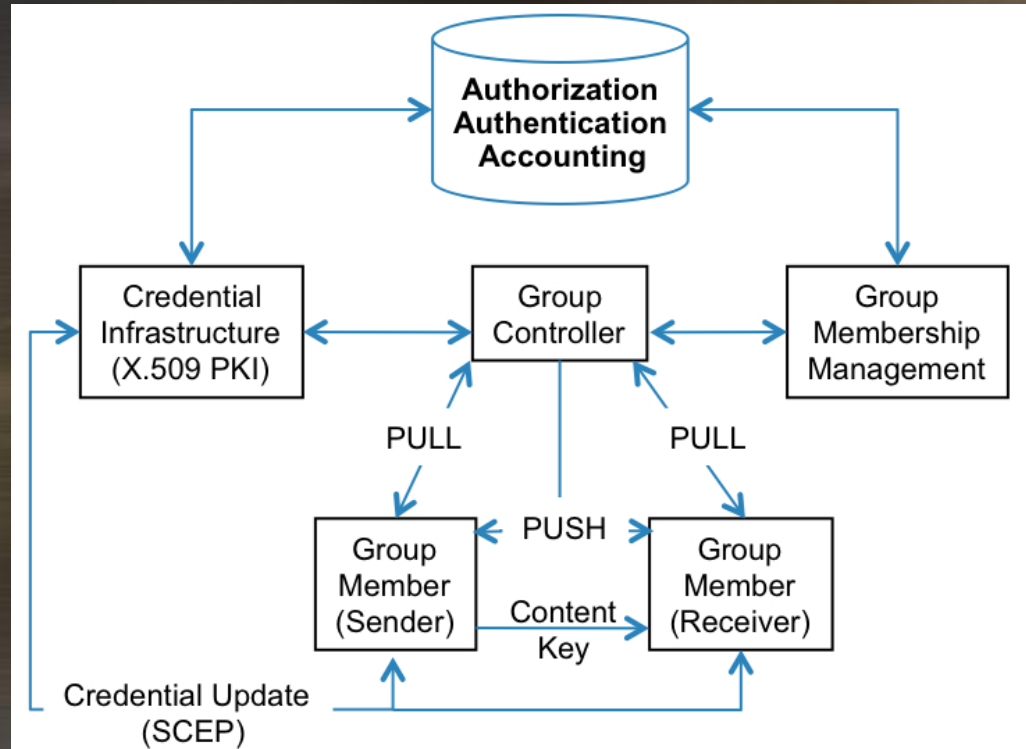 Authorization
Authentication
Accounting
Credential
Infrastructure
(X.509 PKI)
Group
Controller
Group
Membership
Management
PULL
PULL
PUSH
Group
Member
(Sender)
Group
Member
(Receiver)
Content
Key
Credential Update
(SCEP)